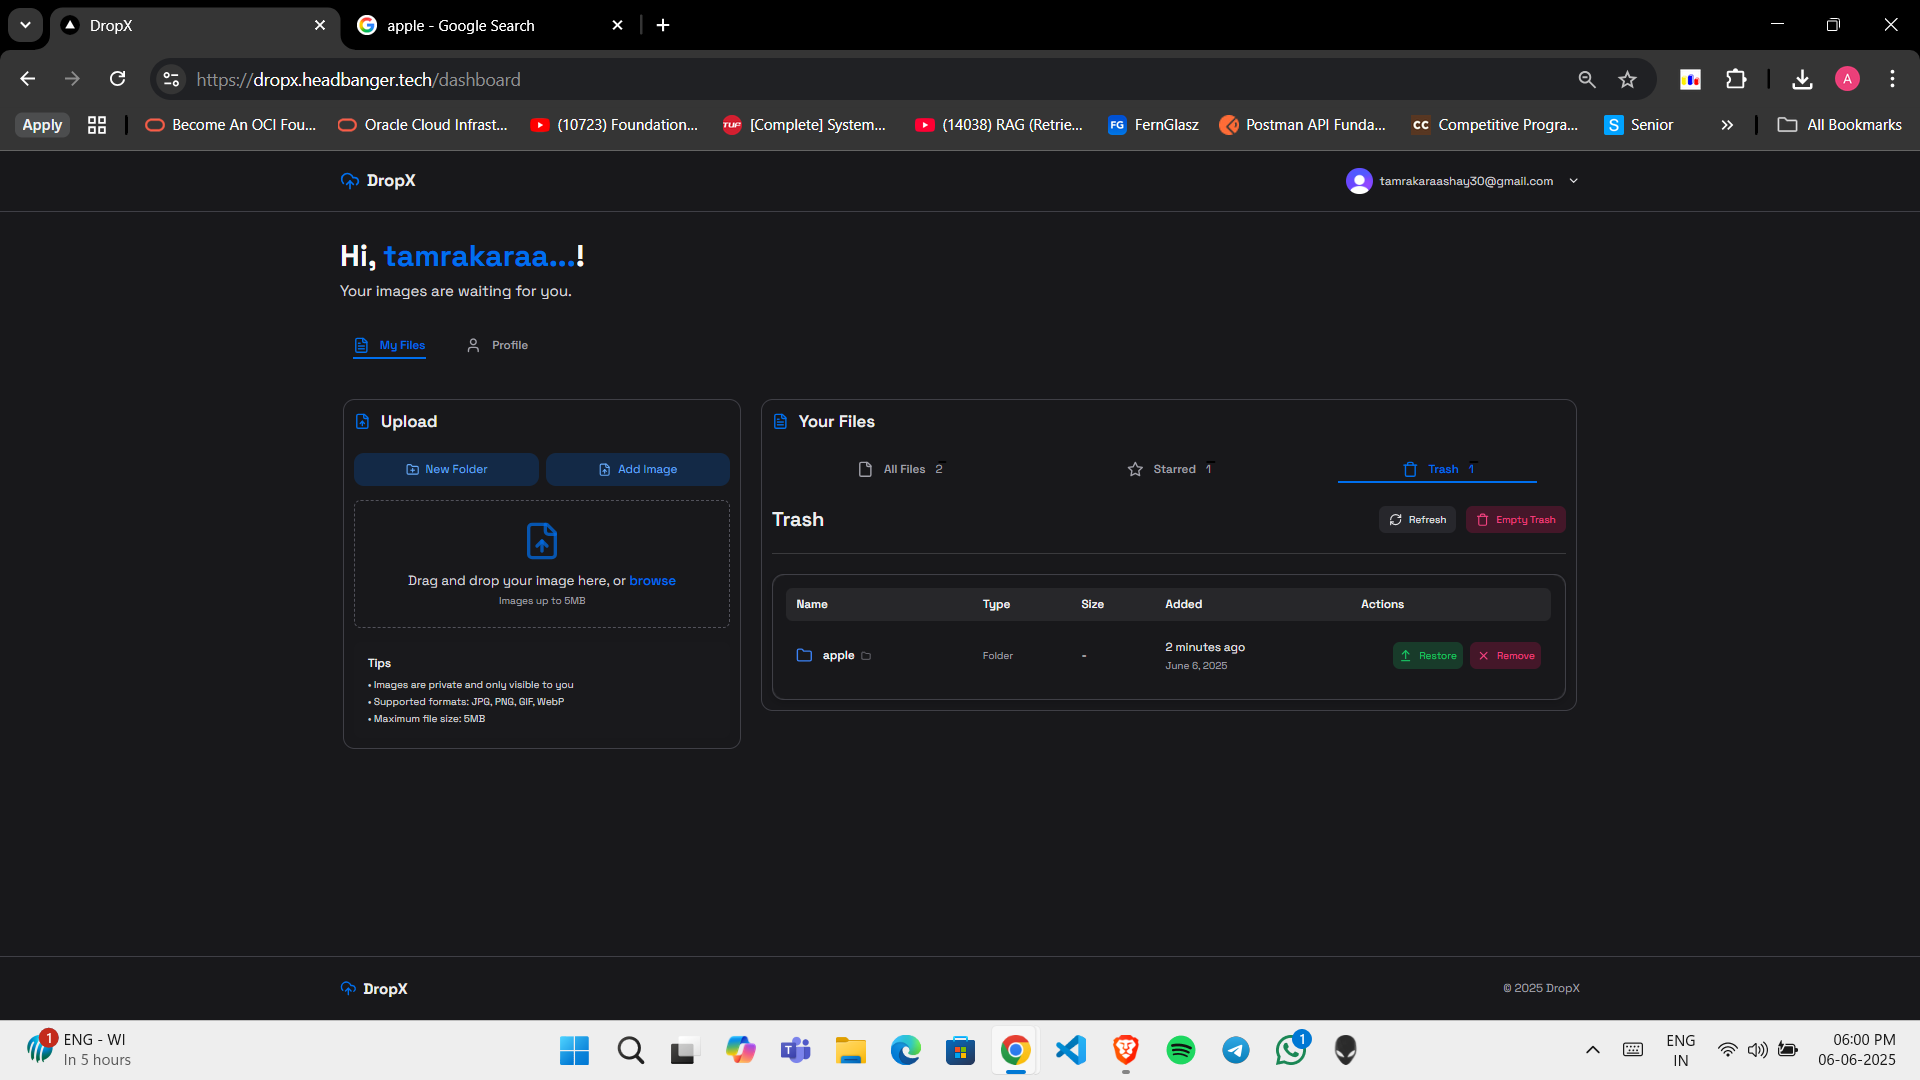 DropX
apple - Google Search
https://dropx.headbanger.tech/dashboard
A
Apply
Become An OCI Fou...
Oracle Cloud Infrast...
(10723) Foundation...
TUF
[Complete] System...
(14038) RAG (Retrie...
FG
FernGlasz
Postman API Funda...
CC
Competitive Progra...
S
Senior
All Bookmarks
DropX
tamrakaraashay30@gmail.com
Hi, tamrakaraa...!
Your images are waiting for you.
My Files
Profile
Upload
New Folder
Add Image
Drag and drop your image here, or browse
Images up to 5MB
Tips
• Images are private and only visible to you
• Supported formats: JPG, PNG, GIF, WebP
• Maximum file size: 5MB
Your Files
All Files 2
Starred 1
Trash 1
Trash
Refresh
Empty Trash
Name Type Size Added Actions
apple Folder - 2 minutes ago Restore Remove
June 6, 2025
DropX
© 2025 DropX
1
ENG - WI
In 5 hours
1
ENG
IN
06:00 PM
06-06-2025